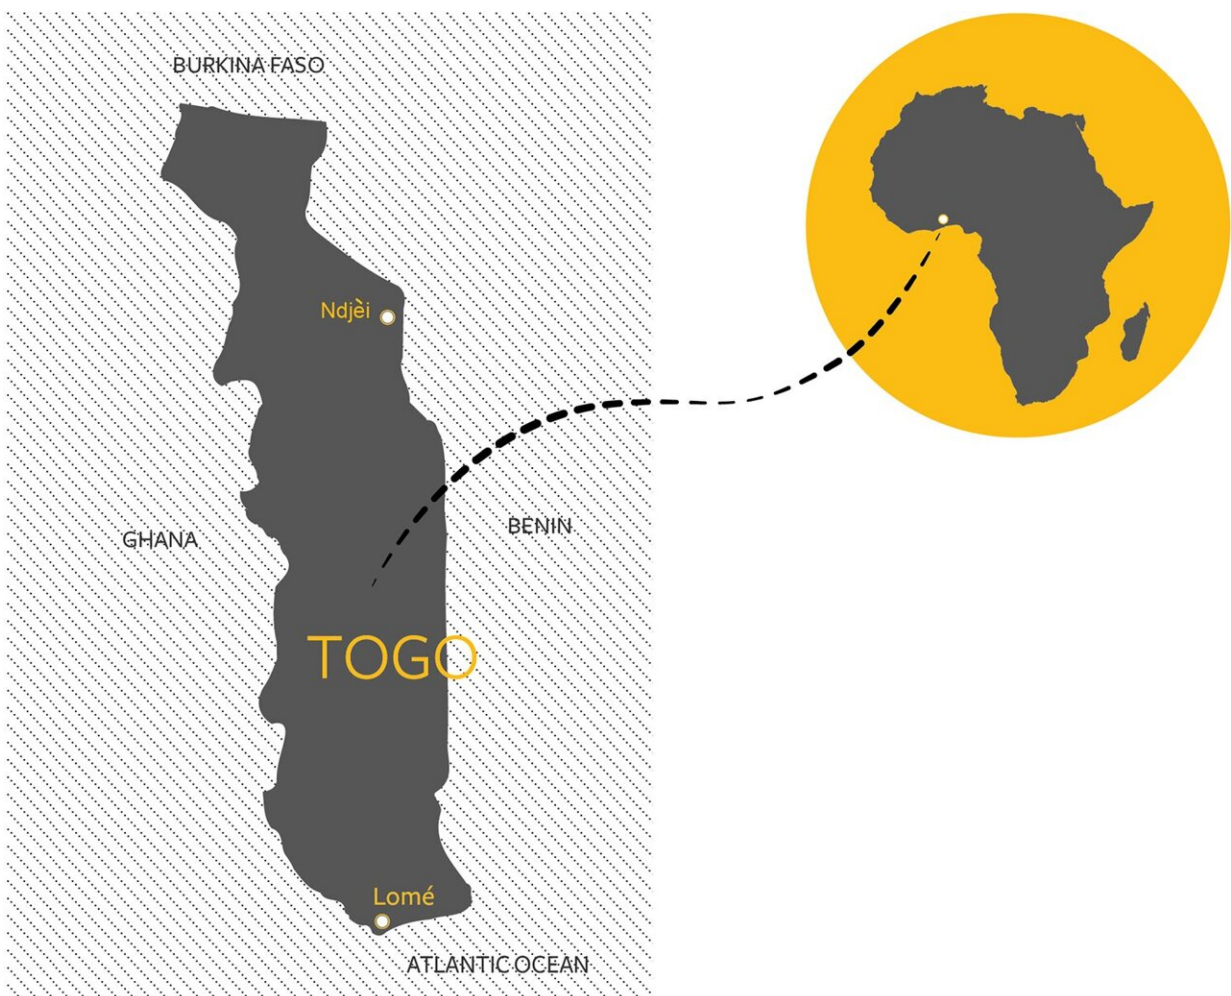 BURKINA FASO
Ndjèi
GHANA
BENIN
TOGO
Lomé
ATLANTIC OCEAN